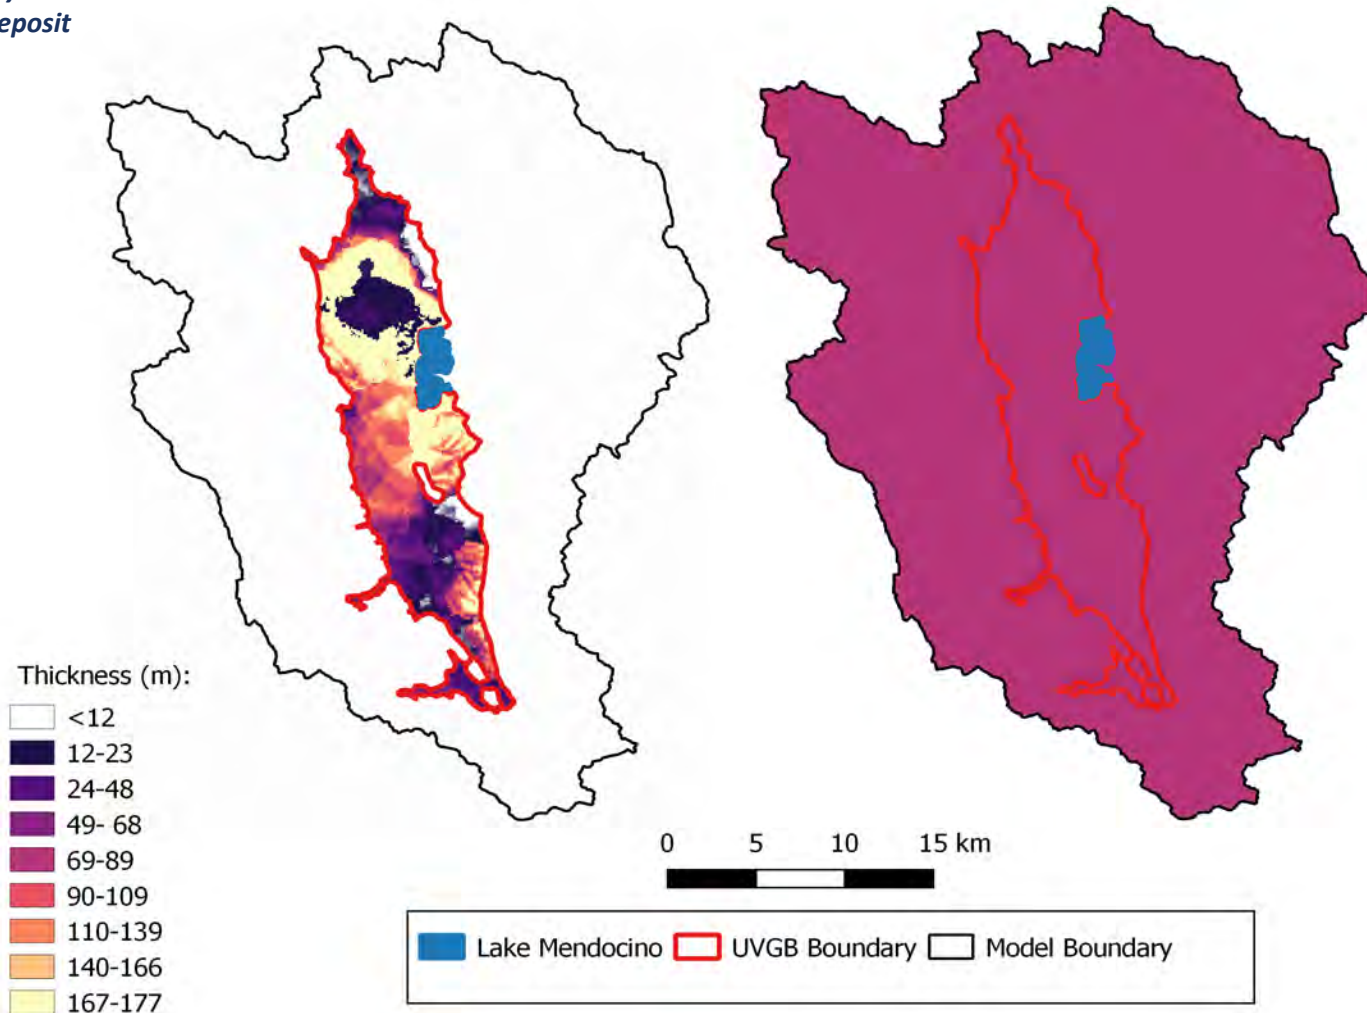 eposit
Thickness (m):
<12
12-23
24-48
49- 68
69-89
90-109
110-139
140-166
167-177
0 5 10 15 km
Lake Mendocino UVGB Boundary Model Boundary